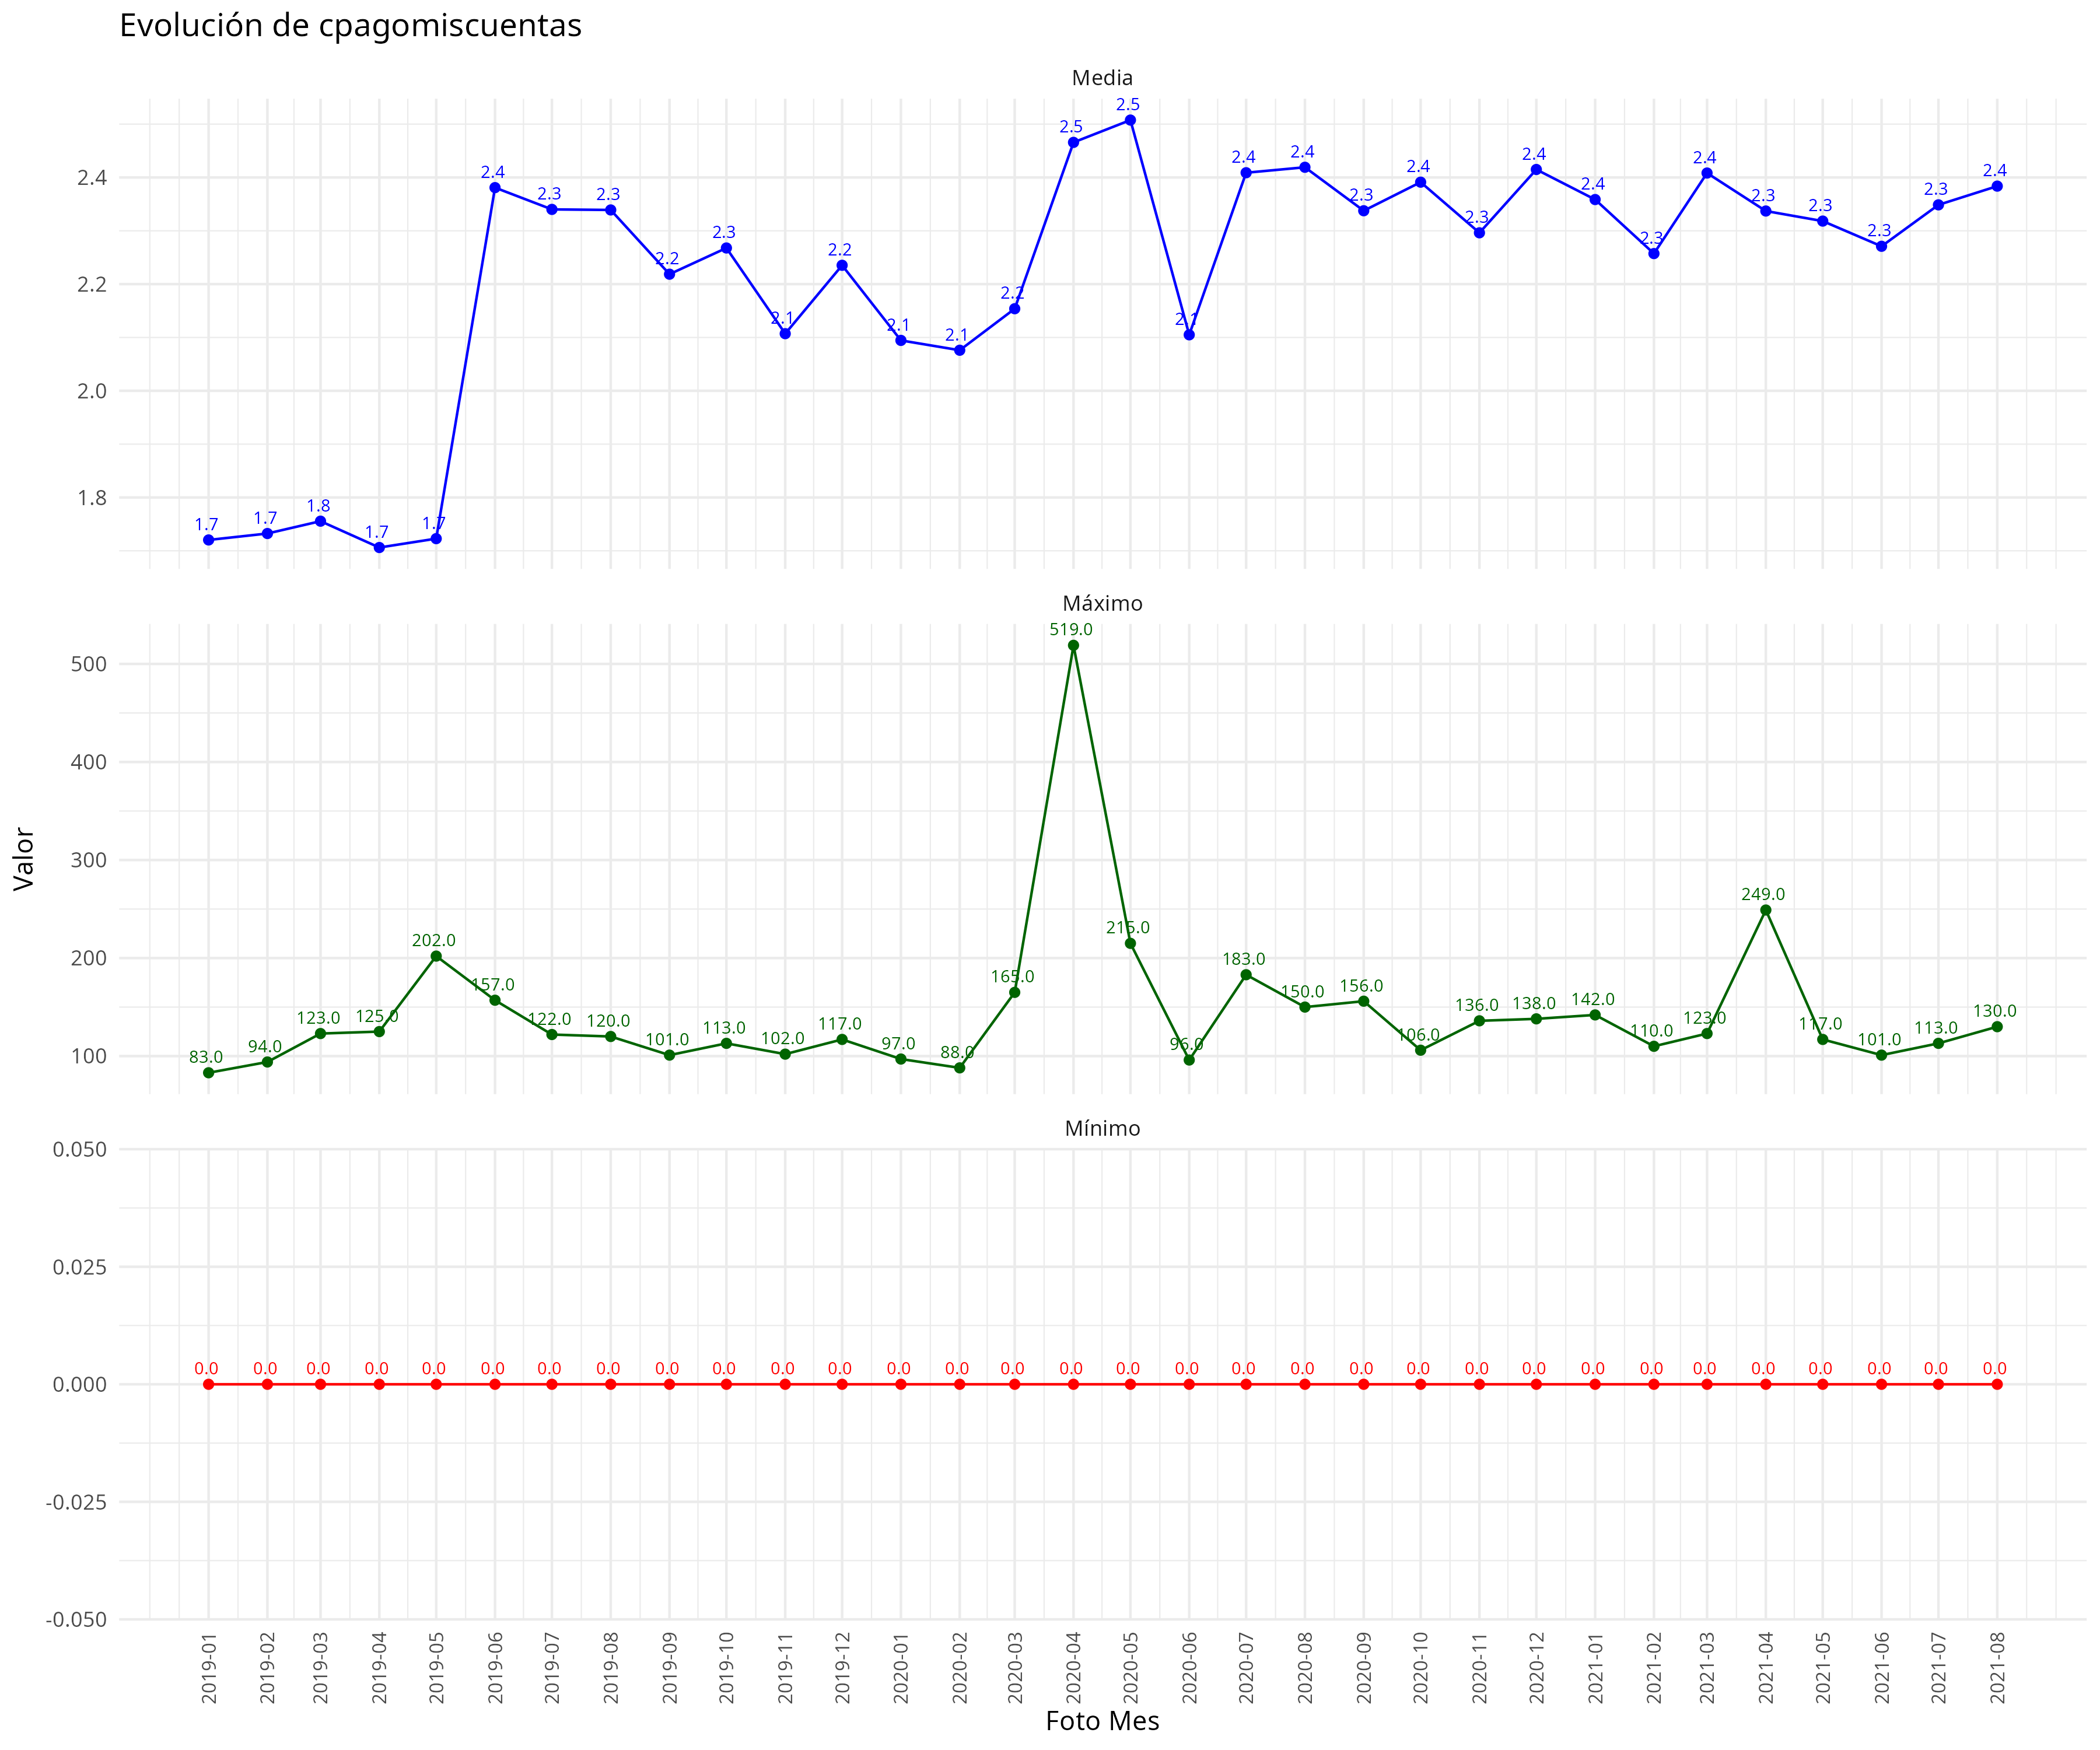 Evolución de cpagomiscuentas
Media
2.4
2.2
2.0
1.8
1.7 1.7 1.8 1.7 1.7 2.4 2.3 2.3 2.2 2.3 2.1 2.2 2.1 2.1 2.2 2.5 2.5 2.1 2.4 2.4 2.3 2.4 2.3 2.4 2.4 2.3 2.4 2.3 2.3 2.3 2.3 2.4
Máximo
500
400
300
200
100
83.0 94.0 123.0 125.0 202.0 157.0 122.0 120.0 101.0 113.0 102.0 117.0 97.0 88.0 165.0 519.0 215.0 96.0 183.0 150.0 156.0 106.0 136.0 138.0 142.0 110.0 123.0 249.0 117.0 101.0 113.0 130.0
Valor
Mínimo
0.050
0.025
0.000
-0.025
-0.050
0.0 0.0 0.0 0.0 0.0 0.0 0.0 0.0 0.0 0.0 0.0 0.0 0.0 0.0 0.0 0.0 0.0 0.0 0.0 0.0 0.0 0.0 0.0 0.0 0.0 0.0 0.0 0.0 0.0 0.0 0.0 0.0
2019-01 2019-02 2019-03 2019-04 2019-05 2019-06 2019-07 2019-08 2019-09 2019-10 2019-11 2019-12 2020-01 2020-02 2020-03 2020-04 2020-05 2020-06 2020-07 2020-08 2020-09 2020-10 2020-11 2020-12 2021-01 2021-02 2021-03 2021-04 2021-05 2021-06 2021-07 2021-08
Foto Mes